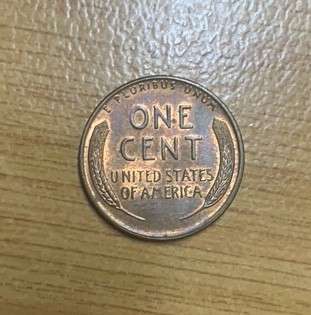 E PLURIBUS UNUM
ONE
CENT
UNITED STATES
OF AMERICA